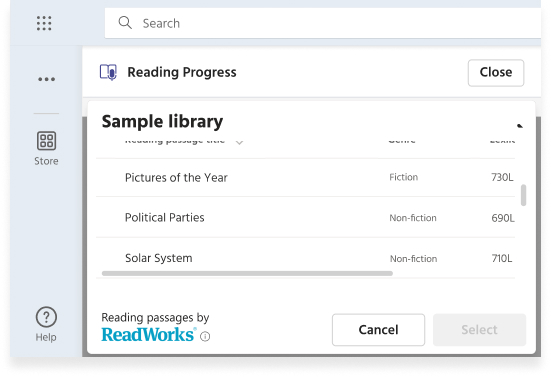 Search
Reading Progress
Close
Sample library
Reading passage title Genre
Pictures of the Year Fiction 730L
Store
Political Parties Non-fiction 690L
Solar System Non-fiction 710L
Reading passages by
ReadWorks®
Cancel
Select
Help